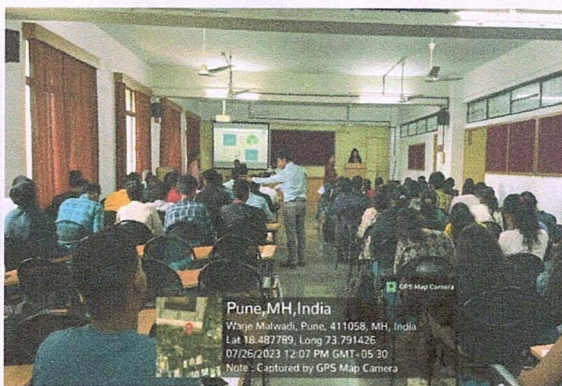 GPS Map Camera
Pune,MH,India
Warje Malwadi, Pune, 411058, MH, India
Lat 18.487789, Long 73.791426
07/26/2023 12:07 PM GMT-05:30
Note : Captured by GPS Map Camera